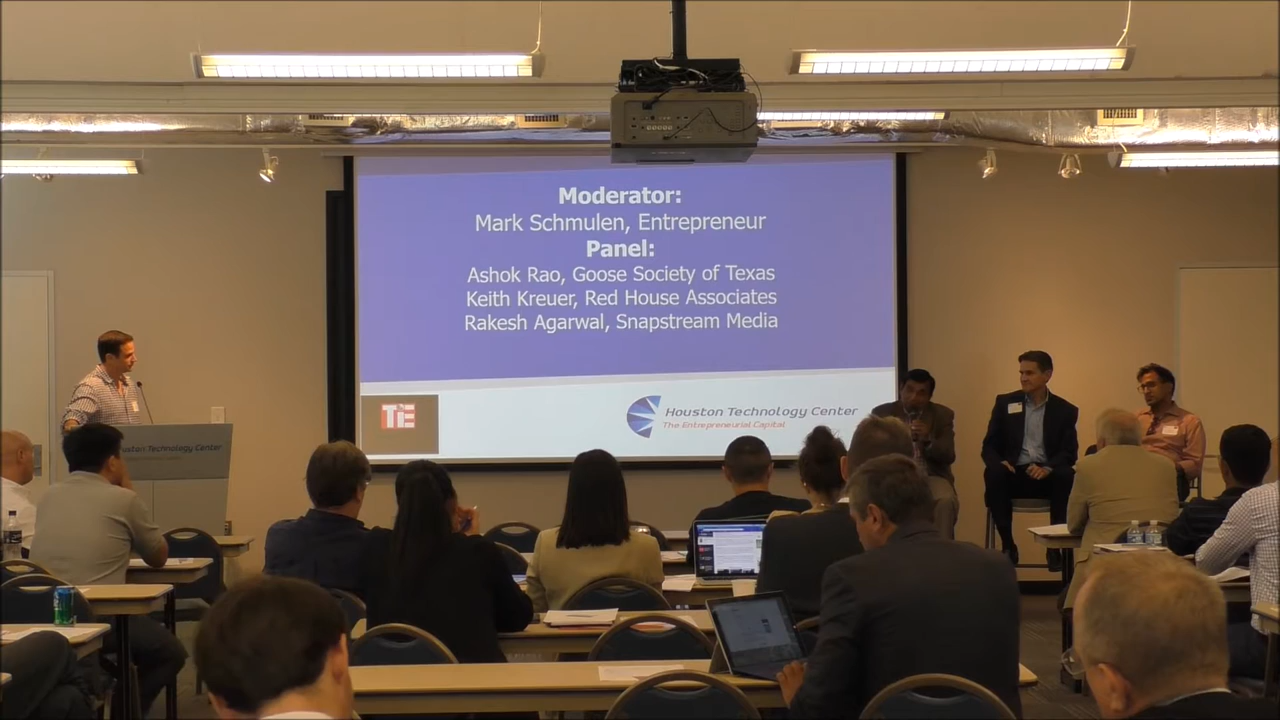 Moderator:
Mark Schmulen, Entrepreneur
Panel:
Ashok Rao, Goose Society of Texas
Keith Kreuer, Red House Associates
Rakesh Agarwal, Snapstream Media
TiE
Houston Technology Center
The Entrepreneurial Capital
ouston Technology Center